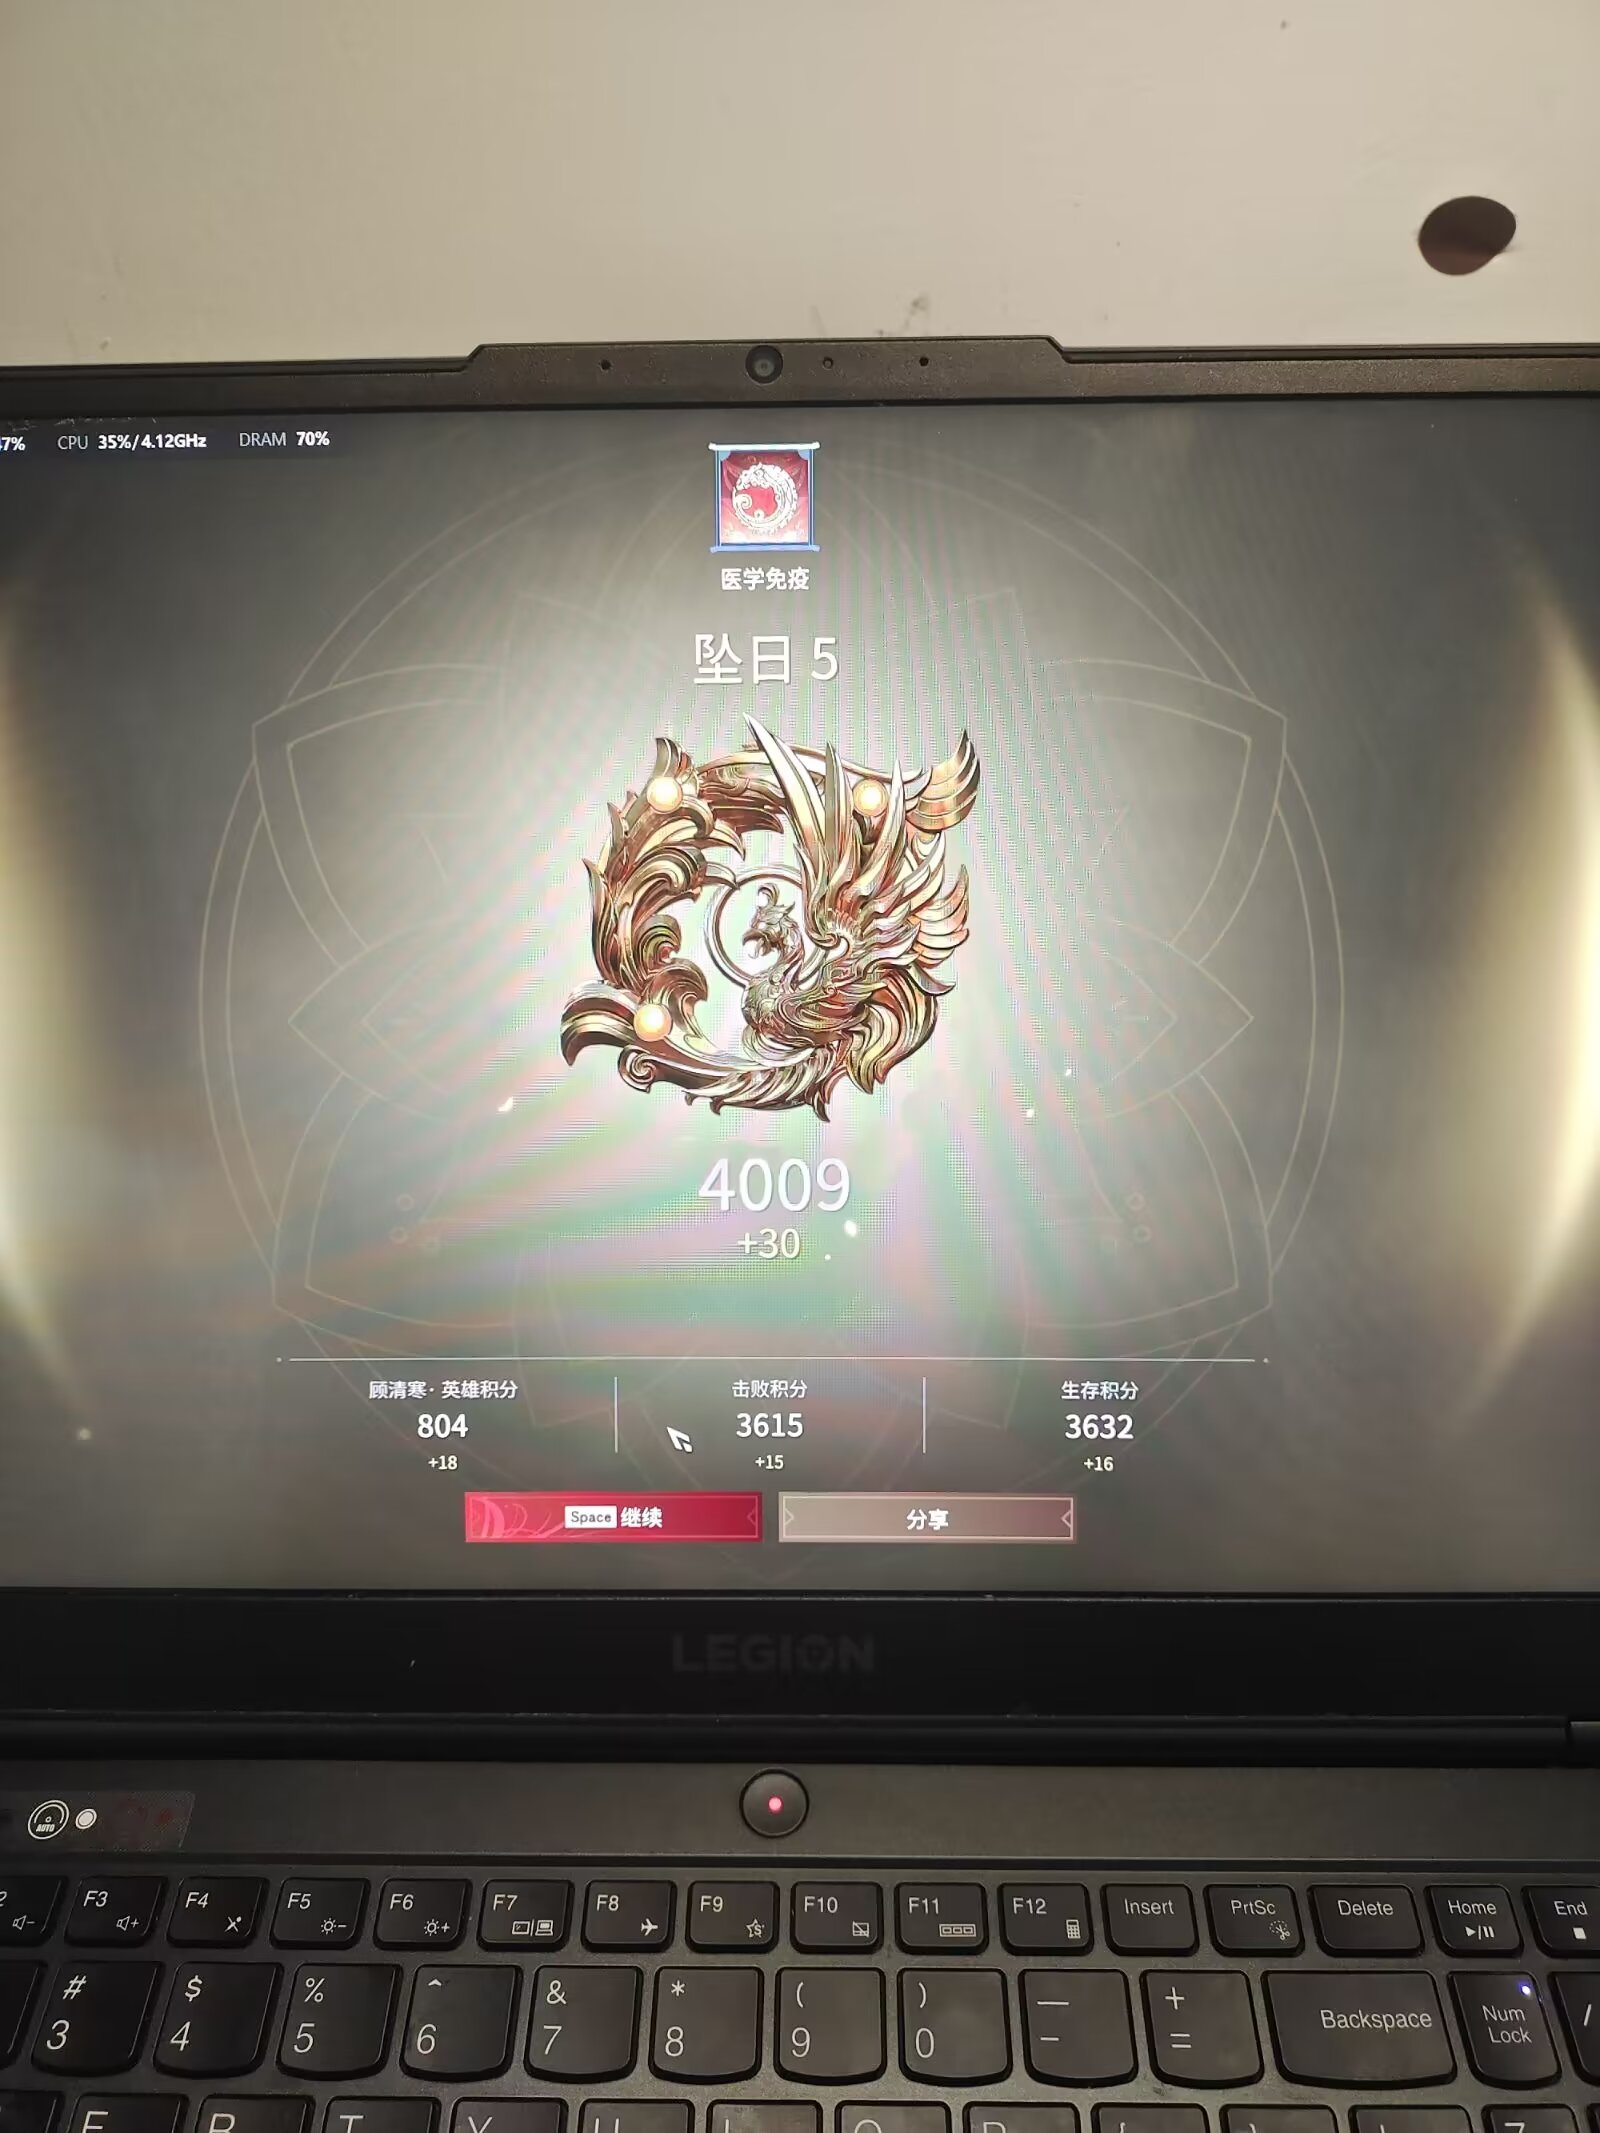 47% CPU 35%/4.12GHz DRAM 70%
医学免疫
坠日 5
4009
+30
顾清寒·英雄积分
804
+18
击败积分
3615
+15
生存积分
3632
+16
Space 继续
分享
LEGION
AUTO
F3 F4 F5 F6 F7 F8 F9 F10 F11 F12 Insert PrtSc Delete Home End
# $ % ^ & * ( ) — +
3 4 5 6 7 8 9 0 - = Backspace Num Lock /
E R T Y U I O P { }